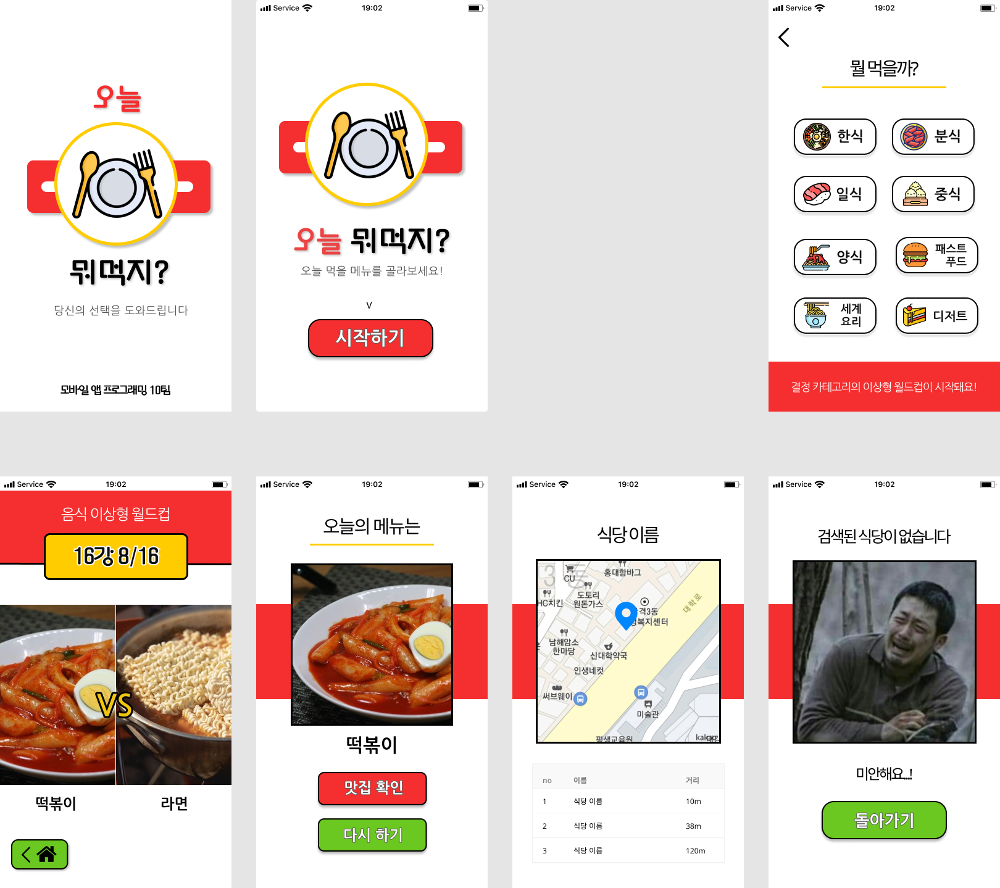 오늘
뭐먹지?
당신의 선택을 도와드립니다
모바일 앱 프로그래밍 10팀
Service
19:02
오늘 뭐먹지?
오늘 먹을 메뉴를 골라보세요!
V
시작하기
Service
19:02
뭘 먹을까?
한식
분식
일식
중식
양식
패스트
푸드
세계
요리
디저트
결정 카테고리의 이상형 월드컵이 시작돼요!
Service
19:02
음식 이상형 월드컵
16강 8/16
VS
떡볶이
라면
Service
19:02
오늘의 메뉴는
떡볶이
맛집 확인
다시 하기
Service
19:02
식당 이름
3 동
CU
홍대함바그
HC치킨
도토리
원돈가스
격3동
복지센터
대학로
남해암소
한마당
신대학약국
인생네컷
써브웨이
미술관
평생교육원
no 이름 거리
1 식당 이름 10m
2 식당 이름 38m
3 식당 이름 120m
Service
19:02
검색된 식당이 없습니다
미안해요..!
돌아가기